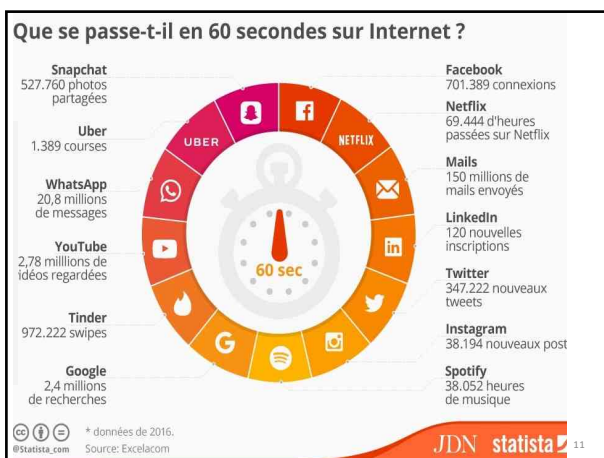 Que se passe-t-il en 60 secondes sur Internet ?
Snapchat
527.760 photos
partagées
Uber
1.389 courses
WhatsApp
20,8 millions
de messages
YouTube
2,78 milllions de
idéos regardées
Tinder
972.222 swipes
Google
2,4 millions
de recherches
Facebook
701.389 connexions
Netflix
69.444 d'heures
passées sur Netflix
Mails
150 millions de
mails envoyés
LinkedIn
120 nouvelles
inscriptions
Twitter
347.222 nouveaux
tweets
Instagram
38.194 nouveaux post
Spotify
38.052 heures
de musique
UBER
NETFLIX
in
G
60 sec
cc
@Statista_com
* données de 2016.
Source: Excelacom
JDN statista
11